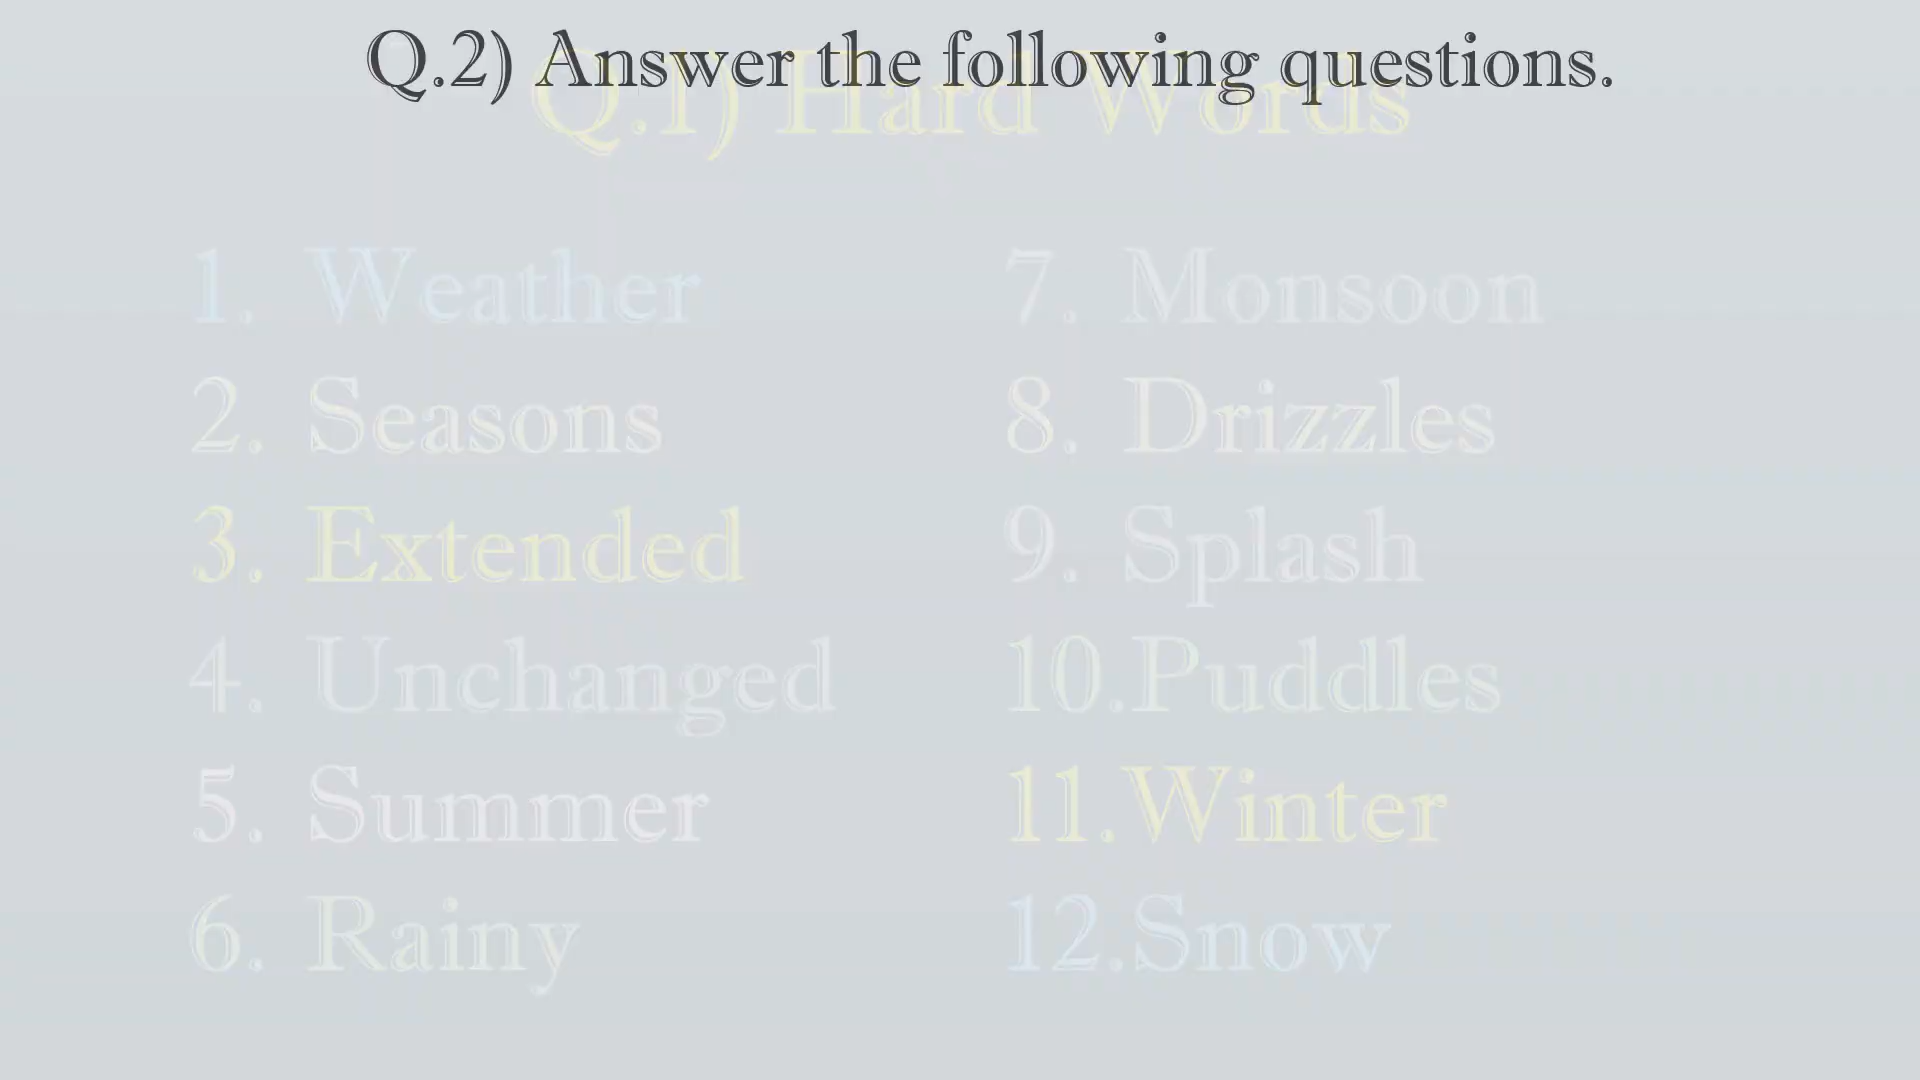 Q.2) Answer the following questions.
Q.1) Hard Words
1. Weather
2. Seasons
3. Extended
4. Unchanged
5. Summer
6. Rainy
7. Monsoon
8. Drizzles
9. Splash
10.Puddles
11.Winter
12.Snow